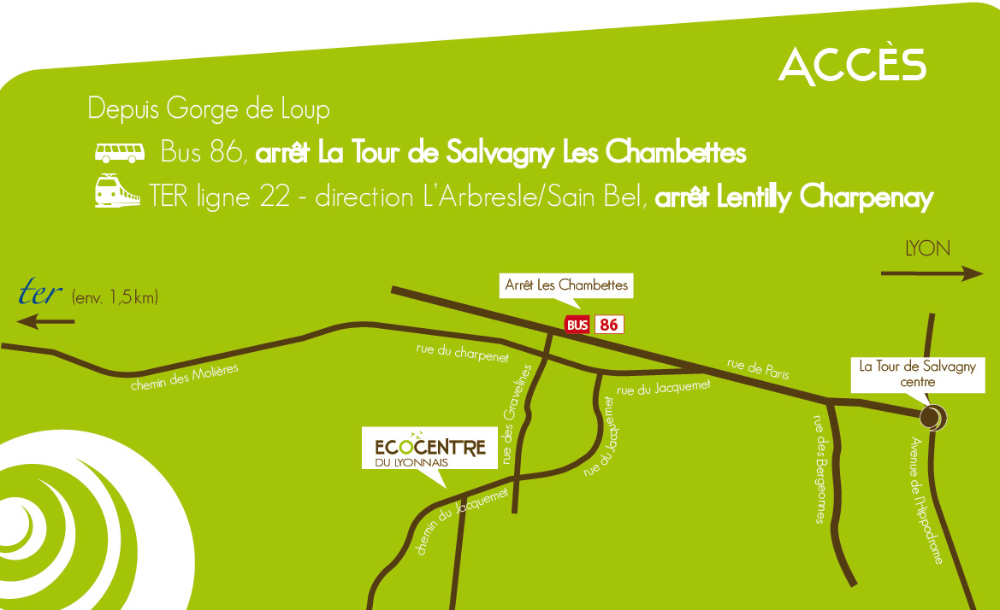 ACCÈS
Depuis Gorge de Loup
Bus 86, arrêt La Tour de Salvagny Les Chambettes
TER ligne 22 - direction L'Arbresle/Sain Bel, arrêt Lentilly Charpenay
LYON
ter (env. 1,5 km)
Arrêt Les Chambettes
BUS 86
rue du charpenet
chemin des Molières
rue de Paris
La Tour de Salvagny
centre
rue du Jacquemet
rue des Gravelines
rue du Jacquemet
rue des Bergeonnes
Avenue de l'Hippodrome
ECOCENTRE
DU LYONNAIS
chemin du Jacquemet